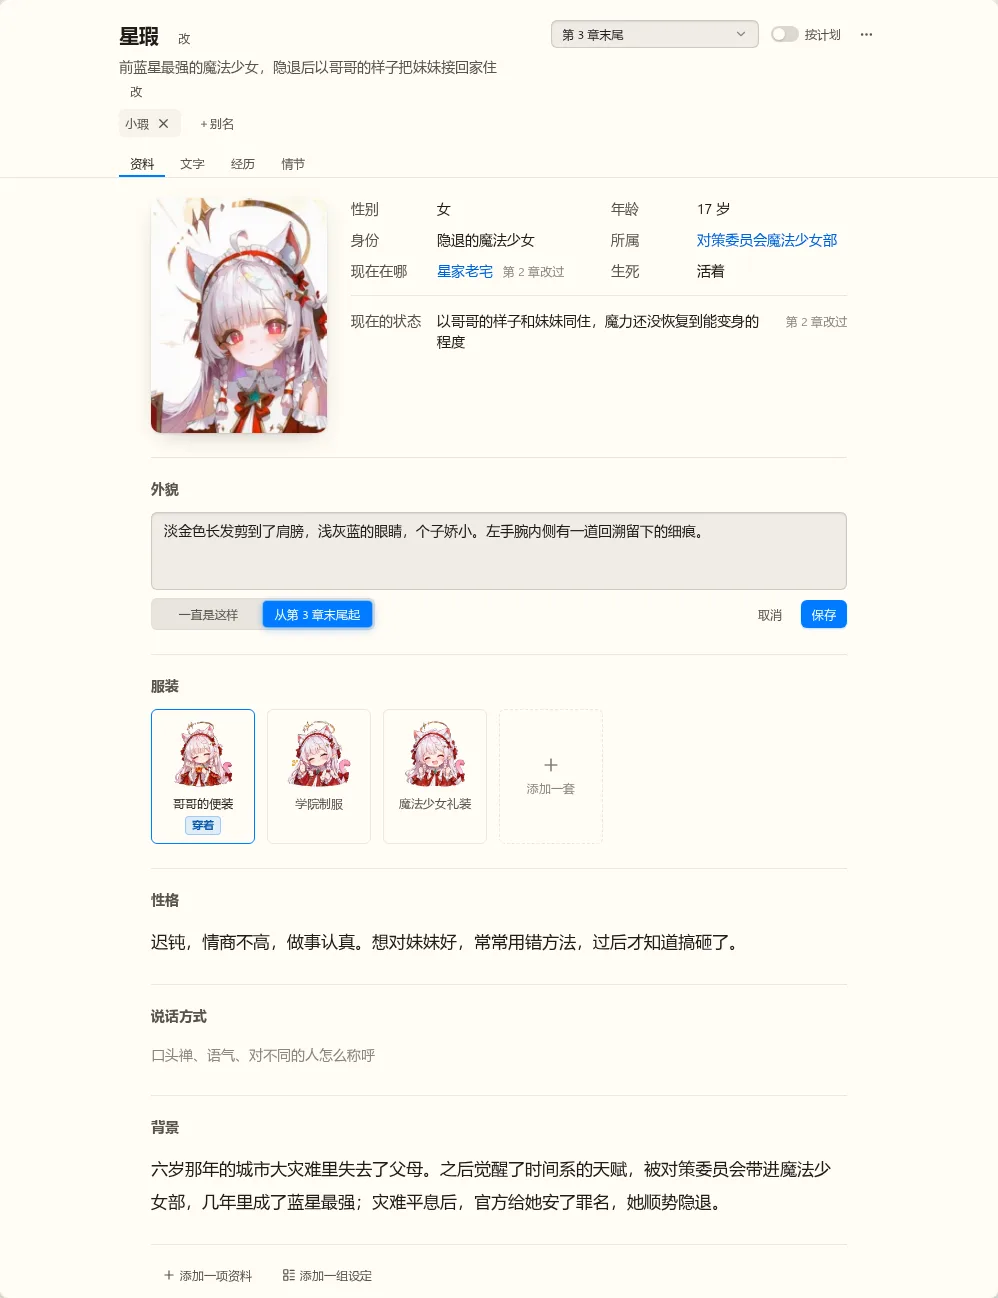 星瑕 改
第 3 章末尾
按计划
前蓝星最强的魔法少女，隐退后以哥哥的样子把妹妹接回家住
改
小瑕
+ 别名
资料 文字 经历 情节
性别 女 年龄 17 岁
身份 隐退的魔法少女 所属 对策委员会魔法少女部
现在在哪 星家老宅 第 2 章改过 生死 活着
现在的状态 以哥哥的样子和妹妹同住，魔力还没恢复到能变身的 第 2 章改过
程度
外貌
淡金色长发剪到了肩膀，浅灰蓝的眼睛，个子娇小。左手腕内侧有一道回溯留下的细痕。
一直是这样 从第 3 章末尾起 取消 保存
服装
哥哥的便装 学院制服 魔法少女礼装 添加一套
穿着
性格
迟钝，情商不高，做事认真。想对妹妹好，常常用错方法，过后才知道搞砸了。
说话方式
口头禅、语气、对不同的人怎么称呼
背景
六岁那年的城市大灾难里失去了父母。之后觉醒了时间系的天赋，被对策委员会带进魔法少
女部，几年里成了蓝星最强；灾难平息后，官方给她安了罪名，她顺势隐退。
添加一项资料 添加一组设定